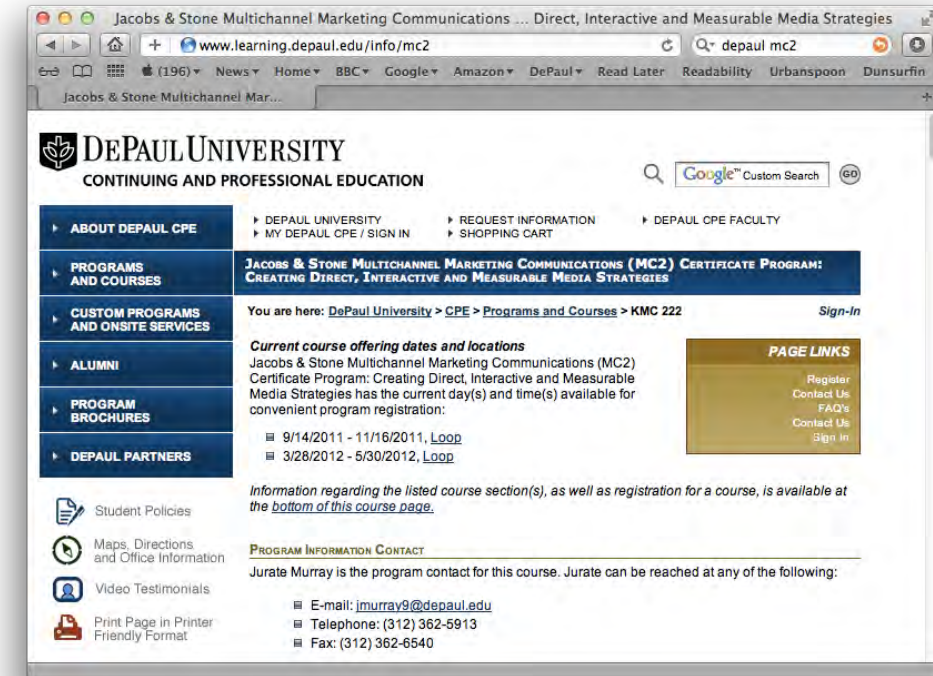 Jacobs & Stone Multichannel Marketing Communications ... Direct, Interactive and Measurable Media Strategies
www.learning.depaul.edu/info/mc2
depaul mc2
(196) News Home BBC Google Amazon DePaul Read Later Readability Urbanspoon Dunsurfin
Jacobs & Stone Multichannel Mar...
DEPAUL UNIVERSITY
CONTINUING AND PROFESSIONAL EDUCATION
Google™ Custom Search
GO
ABOUT DEPAUL CPE
PROGRAMS
AND COURSES
CUSTOM PROGRAMS
AND ONSITE SERVICES
ALUMNI
PROGRAM
BROCHURES
DEPAUL PARTNERS
Student Policies
Maps, Directions
and Office Information
Video Testimonials
Print Page in Printer
Friendly Format
DEPAUL UNIVERSITY
REQUEST INFORMATION
DEPAUL CPE FACULTY
MY DEPAUL CPE / SIGN IN
SHOPPING CART
JACOBS & STONE MULTICHANNEL MARKETING COMMUNICATIONS (MC2) CERTIFICATE PROGRAM:
CREATING DIRECT, INTERACTIVE AND MEASURABLE MEDIA STRATEGIES
You are here: DePaul University > CPE > Programs and Courses > KMC 222
Sign-In
Current course offering dates and locations
Jacobs & Stone Multichannel Marketing Communications (MC2)
Certificate Program: Creating Direct, Interactive and Measurable
Media Strategies has the current day(s) and time(s) available for
convenient program registration:
9/14/2011 - 11/16/2011, Loop
3/28/2012 - 5/30/2012, Loop
PAGE LINKS
Register
Contact Us
FAQ's
Contact Us
Sign In
Information regarding the listed course section(s), as well as registration for a course, is available at
the bottom of this course page.
PROGRAM INFORMATION CONTACT
Jurate Murray is the program contact for this course. Jurate can be reached at any of the following:
E-mail: jmurray9@depaul.edu
Telephone: (312) 362-5913
Fax: (312) 362-6540